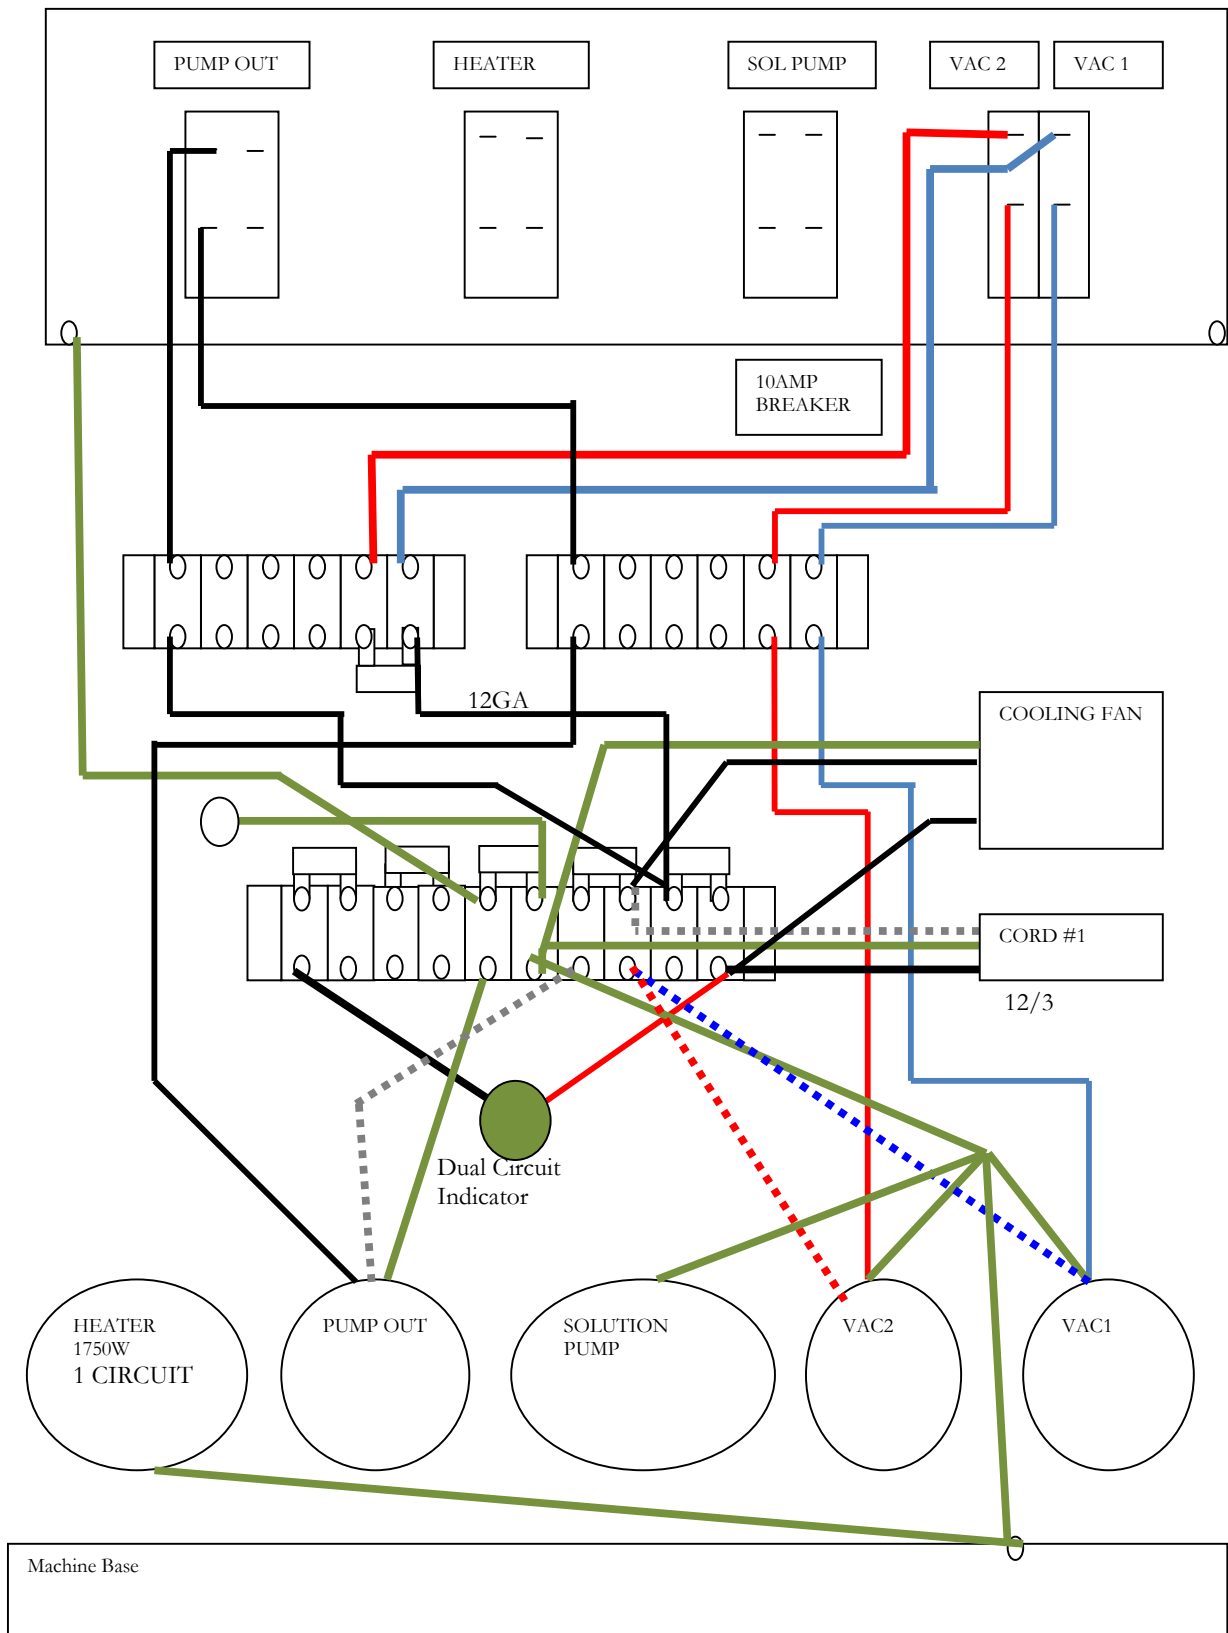 PUMP OUT
HEATER
SOL PUMP
VAC 2
VAC 1
10AMP
BREAKER
12GA
COOLING FAN
CORD #1
12/3
Dual Circuit
Indicator
HEATER
1750W
1 CIRCUIT
PUMP OUT
SOLUTION
PUMP
VAC2
VAC1
Machine Base